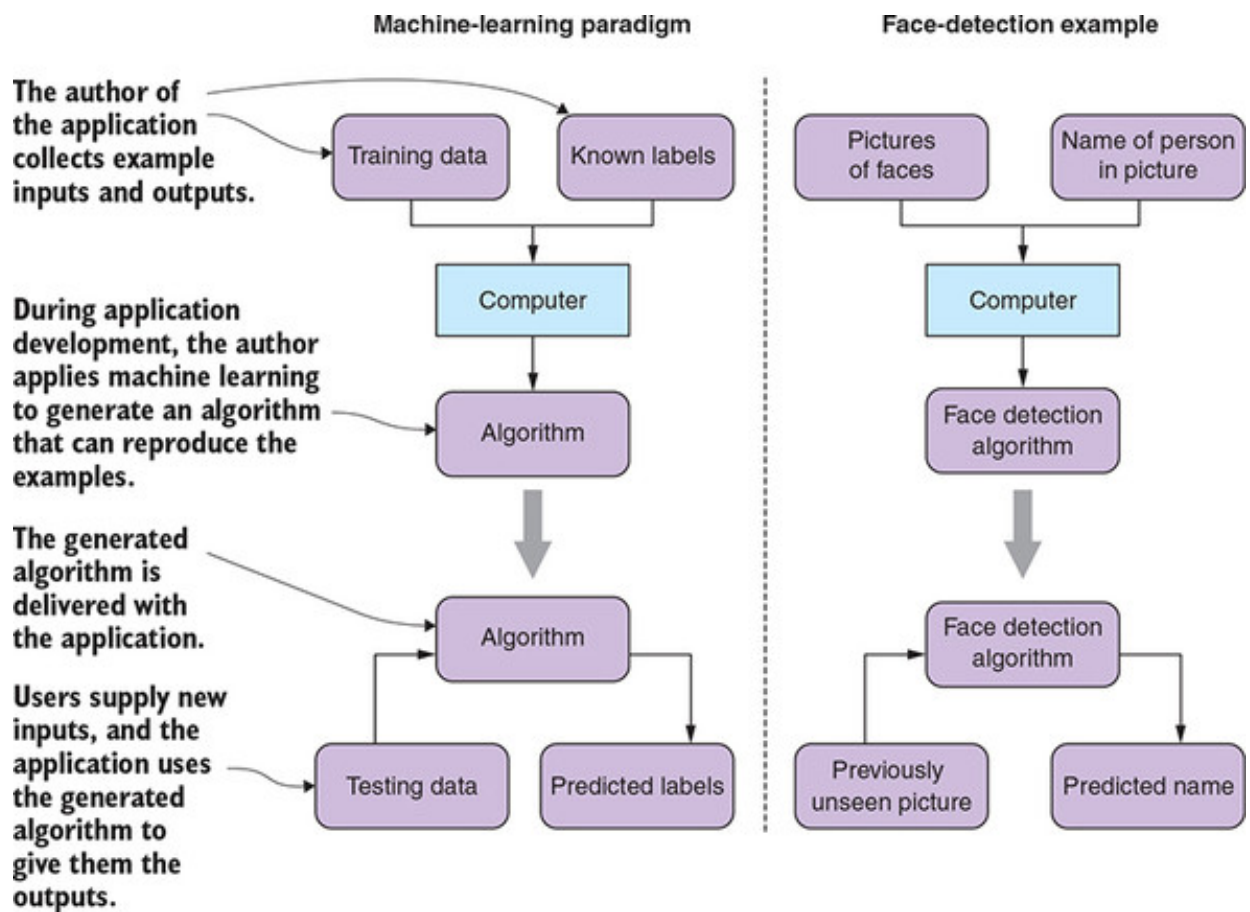 Machine-learning paradigm
Face-detection example
The author of
the application
collects example
inputs and outputs.
Training data
Known labels
Pictures
of faces
Name of person
in picture
Computer
Computer
During application
development, the author
applies machine learning
to generate an algorithm
that can reproduce the
examples.
Algorithm
Face detection
algorithm
The generated
algorithm is
delivered with
the application.
Algorithm
Face detection
algorithm
Users supply new
inputs, and the
application uses
the generated
algorithm to
give them the
outputs.
Testing data
Predicted labels
Previously
unseen picture
Predicted name